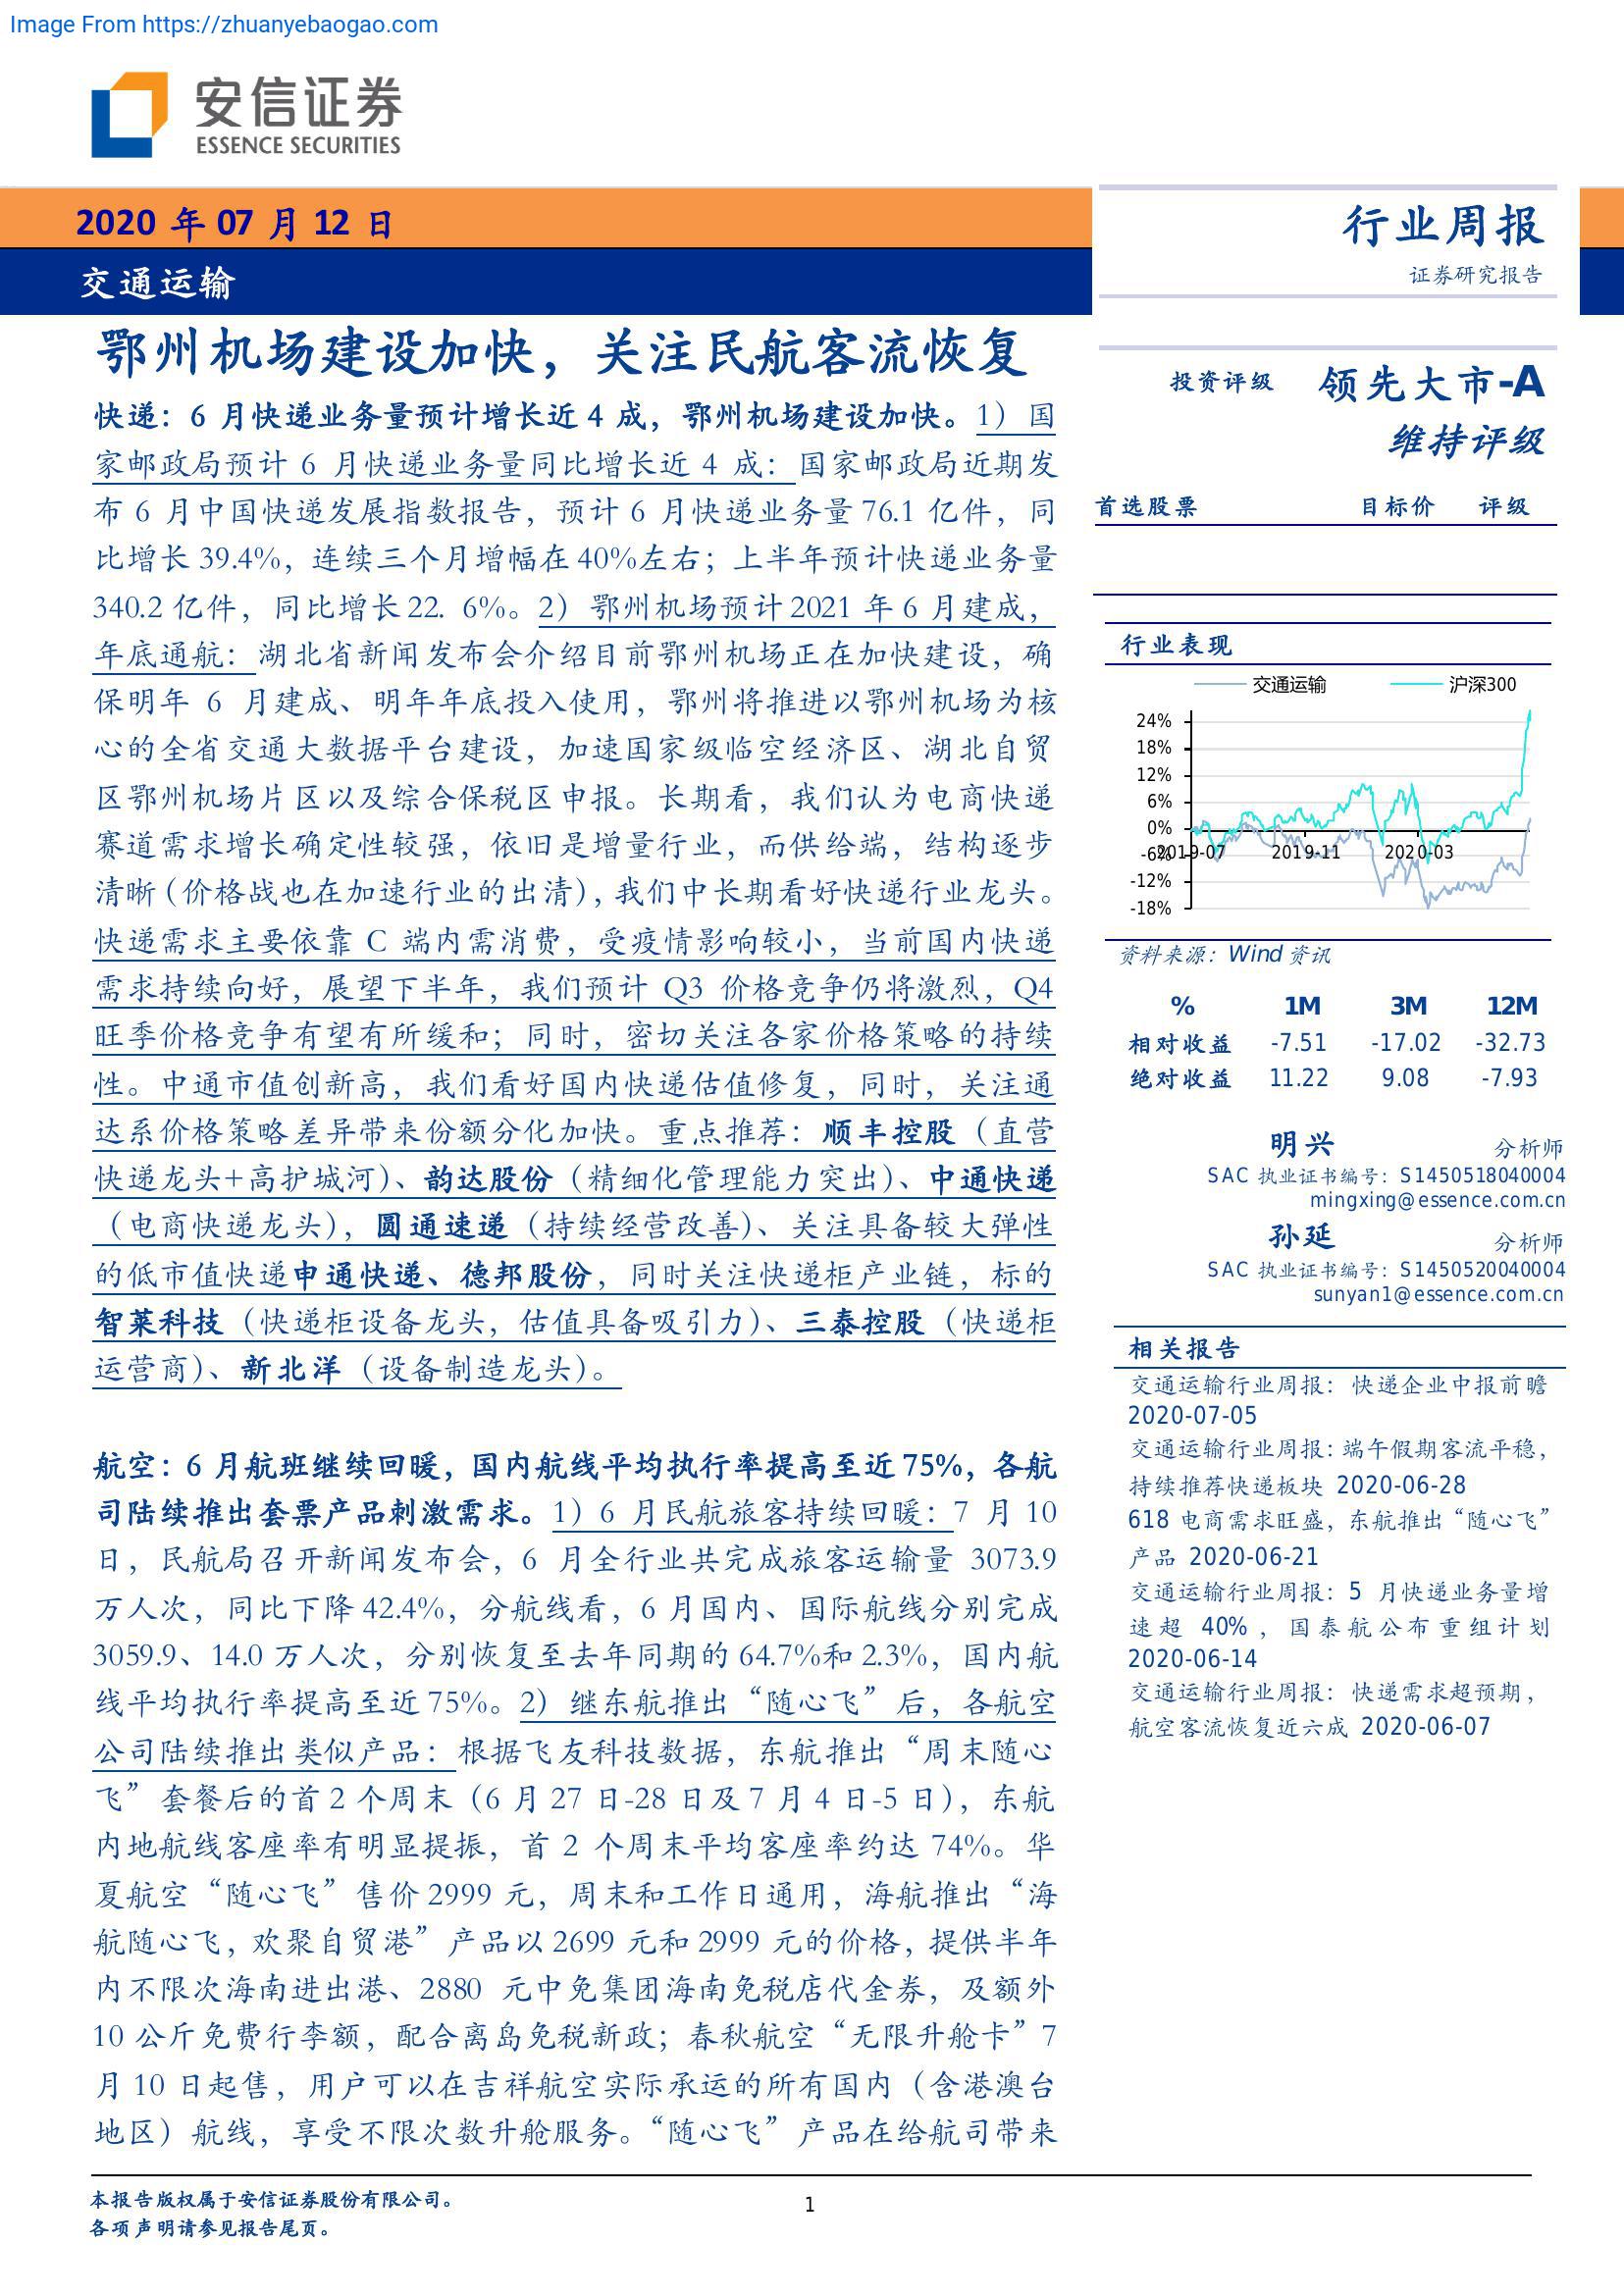 Image From https://zhuanyebaogao.com
安信证券
ESSENCE SECURITIES
2020 年 07 月 12 日
交通运输
行业周报
证券研究报告
鄂州机场建设加快，关注民航客流恢复
快递：6 月快递业务量预计增长近 4 成，鄂州机场建设加快。1）国
家邮政局预计 6 月快递业务量同比增长近 4 成：国家邮政局近期发
布 6 月中国快递发展指数报告，预计 6 月快递业务量 76.1 亿件，同
比增长 39.4%，连续三个月增幅在 40%左右；上半年预计快递业务量
340.2 亿件，同比增长 22. 6%。2）鄂州机场预计 2021 年 6 月建成，
年底通航：湖北省新闻发布会介绍目前鄂州机场正在加快建设，确
保明年 6 月建成、明年年底投入使用，鄂州将推进以鄂州机场为核
心的全省交通大数据平台建设，加速国家级临空经济区、湖北自贸
区鄂州机场片区以及综合保税区申报。长期看，我们认为电商快递
赛道需求增长确定性较强，依旧是增量行业，而供给端，结构逐步
清晰（价格战也在加速行业的出清），我们中长期看好快递行业龙头。
快递需求主要依靠 C 端内需消费，受疫情影响较小，当前国内快递
需求持续向好，展望下半年，我们预计 Q3 价格竞争仍将激烈，Q4
旺季价格竞争有望有所缓和；同时，密切关注各家价格策略的持续
性。中通市值创新高，我们看好国内快递估值修复，同时，关注通
达系价格策略差异带来份额分化加快。重点推荐：顺丰控股（直营
快递龙头+高护城河）、韵达股份（精细化管理能力突出）、中通快递
（电商快递龙头），圆通速递（持续经营改善）、关注具备较大弹性
的低市值快递申通快递、德邦股份，同时关注快递柜产业链，标的
智莱科技（快递柜设备龙头，估值具备吸引力）、三泰控股（快递柜
运营商）、新北洋（设备制造龙头）。
航空：6 月航班继续回暖，国内航线平均执行率提高至近 75%，各航
司陆续推出套票产品刺激需求。1）6 月民航旅客持续回暖：7 月 10
日，民航局召开新闻发布会，6 月全行业共完成旅客运输量 3073.9
万人次，同比下降 42.4%，分航线看，6 月国内、国际航线分别完成
3059.9、14.0 万人次，分别恢复至去年同期的 64.7%和 2.3%，国内航
线平均执行率提高至近 75%。2）继东航推出“随心飞”后，各航空
公司陆续推出类似产品：根据飞友科技数据，东航推出“周末随心
飞”套餐后的首 2 个周末（6 月 27 日-28 日及 7 月 4 日-5 日），东航
内地航线客座率有明显提振，首 2 个周末平均客座率约达 74%。华
夏航空“随心飞”售价 2999 元，周末和工作日通用，海航推出“海
航随心飞，欢聚自贸港”产品以 2699 元和 2999 元的价格，提供半年
内不限次海南进出港、2880 元中免集团海南免税店代金券，及额外
10 公斤免费行李额，配合离岛免税新政；春秋航空“无限升舱卡”7
月 10 日起售，用户可以在吉祥航空实际承运的所有国内（含港澳台
地区）航线，享受不限次数升舱服务。“随心飞”产品在给航司带来
投资评级 领先大市-A
维持评级
首选股票 目标价 评级
行业表现
交通运输 沪深300
24%
18%
12%
6%
0%
-6%
-12%
-18%
2019-07 2019-11 2020-03
资料来源：Wind 资讯
% 1M 3M 12M
相对收益 -7.51 -17.02 -32.73
绝对收益 11.22 9.08 -7.93
明兴 分析师
SAC 执业证书编号：S1450518040004
mingxing@essence.com.cn
孙延 分析师
SAC 执业证书编号：S1450520040004
sunyan1@essence.com.cn
相关报告
交通运输行业周报：快递企业中报前瞻
2020-07-05
交通运输行业周报：端午假期客流平稳，
持续推荐快递板块 2020-06-28
618 电商需求旺盛，东航推出“随心飞”
产品 2020-06-21
交通运输行业周报：5 月快递业务量增
速超 40%，国泰航公布重组计划
2020-06-14
交通运输行业周报：快递需求超预期，
航空客流恢复近六成 2020-06-07
本报告版权属于安信证券股份有限公司。
各项声明请参见报告尾页。
1